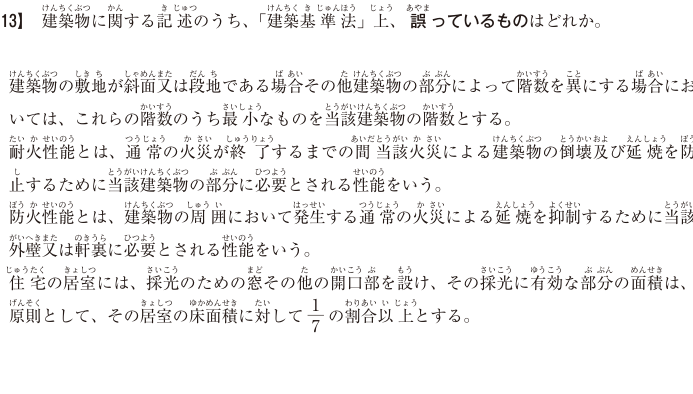 13】 建築物に関する記述のうち、「建築基準法」上、誤っているものはどれか。
建築物の敷地が斜面又は段地である場合その他建築物の部分によって階数を異にする場合にお
いては、これらの階数のうち最小なものを当該建築物の階数とする。
耐火性能とは、通常の火災が終了するまでの間当該火災による建築物の倒壊及び延焼を防
止するために当該建築物の部分に必要とされる性能をいう。
防火性能とは、建築物の周囲において発生する通常の火災による延焼を抑制するために当該
外壁又は軒裏に必要とされる性能をいう。
住宅の居室には、採光のための窓その他の開口部を設け、その採光に有効な部分の面積は、
原則として、その居室の床面積に対して1/7の割合以上とする。